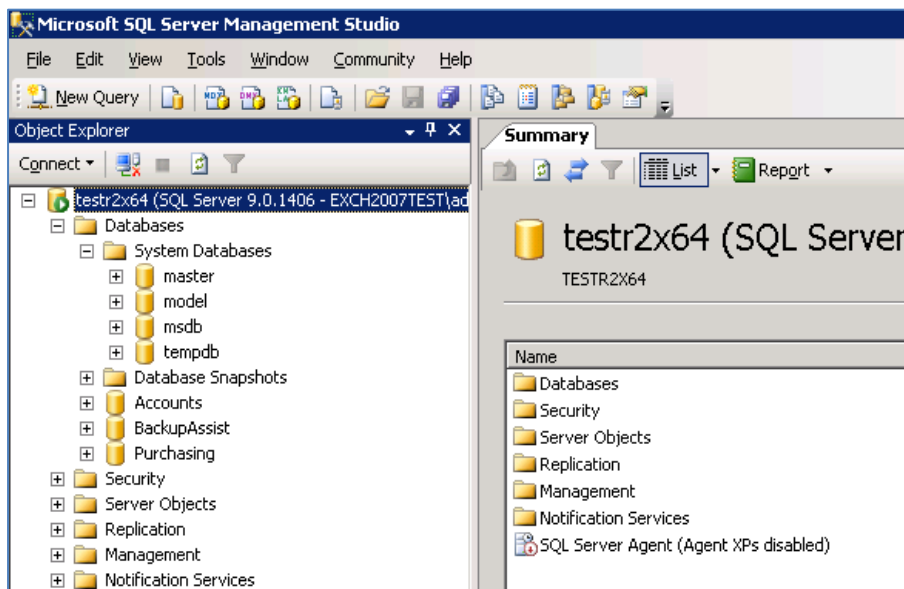 Microsoft SQL Server Management Studio
File Edit View Tools Window Community Help
New Query
Object Explorer
Connect
testr2x64 (SQL Server 9.0.1406 - EXCH2007TEST\ad
Databases
System Databases
master
model
msdb
tempdb
Database Snapshots
Accounts
BackupAssist
Purchasing
Security
Server Objects
Replication
Management
Notification Services
Summary
List Report
testr2x64 (SQL Server
TESTR2X64
Name
Databases
Security
Server Objects
Replication
Management
Notification Services
SQL Server Agent (Agent XPs disabled)